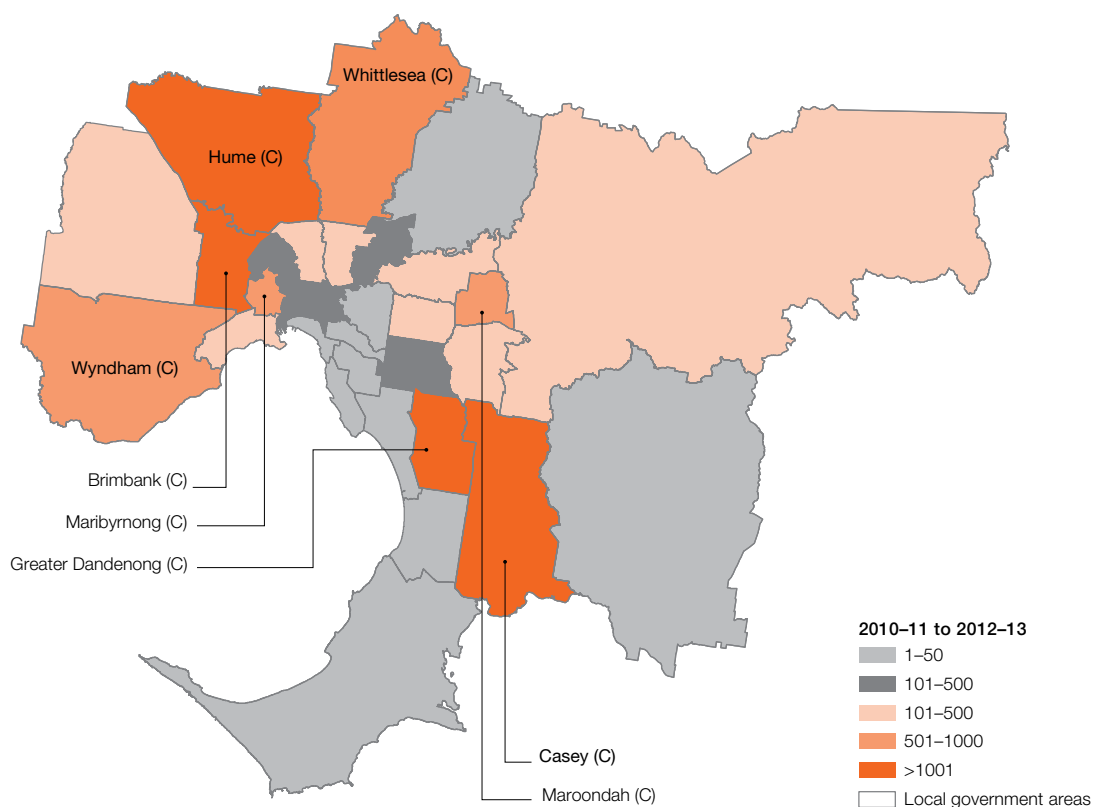 Whittlesea (C)
Hume (C)
Wyndham (C)
Brimbank (C)
Maribyrnong (C)
Greater Dandenong (C)
Casey (C)
Maroondah (C)
2010–11 to 2012–13
1–50
101–500
101–500
501–1000
>1001
Local government areas